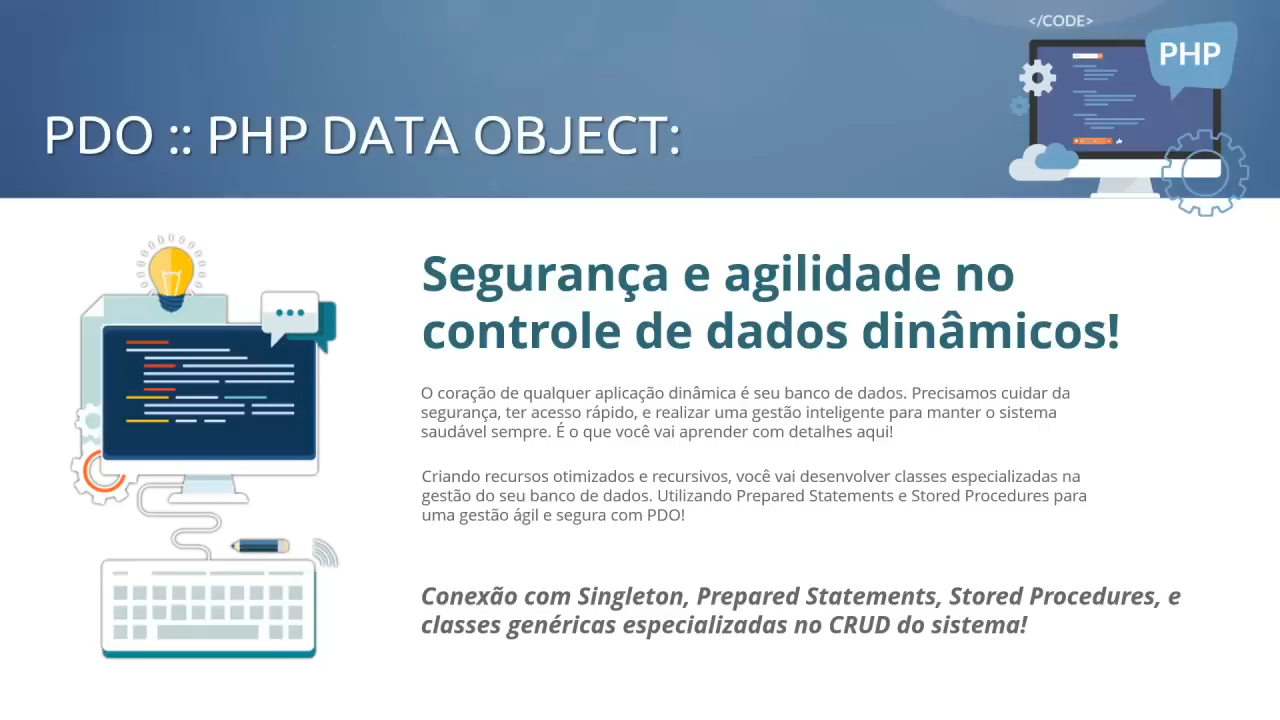 </CODE>
PHP
PDO :: PHP DATA OBJECT:
Segurança e agilidade no
controle de dados dinâmicos!
O coração de qualquer aplicação dinâmica é seu banco de dados. Precisamos cuidar da
segurança, ter acesso rápido, e realizar uma gestão inteligente para manter o sistema
saudável sempre. É o que você vai aprender com detalhes aqui!
Criando recursos otimizados e recursivos, você vai desenvolver classes especializadas na
gestão do seu banco de dados. Utilizando Prepared Statements e Stored Procedures para
uma gestão ágil e segura com PDO!
Conexão com Singleton, Prepared Statements, Stored Procedures, e
classes genéricas especializadas no CRUD do sistema!